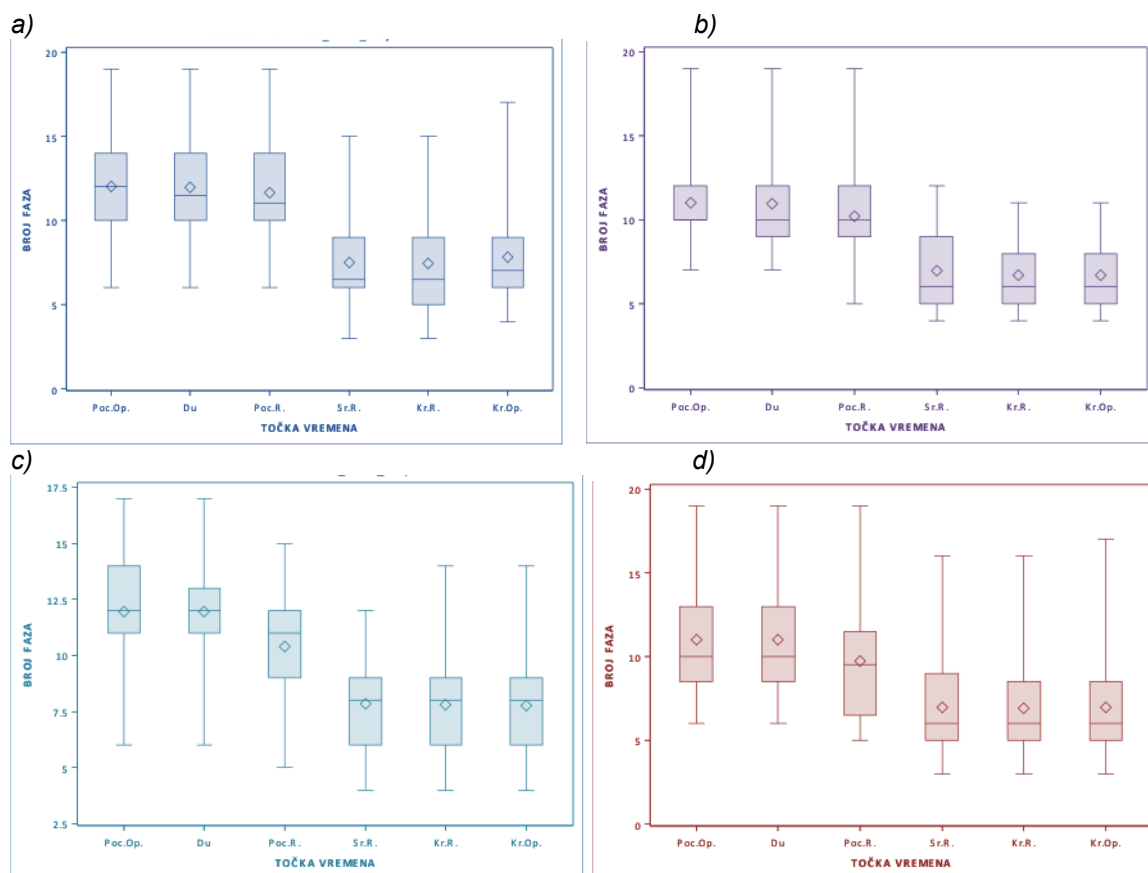 a)
20
15
10
5
0
BROJ FAZA
Poc.Op. Du Poc.R. Sr.R. Kr.R. Kr.Op.
TOČKA VREMENA
b)
20
15
10
5
0
BROJ FAZA
Poc.Op. Du Poc.R. Sr.R. Kr.R. Kr.Op.
TOČKA VREMENA
c)
17.5
15
12.5
10
7.5
5
2.5
BROJ FAZA
Poc.Op. Du Poc.R. Sr.R. Kr.R. Kr.Op.
TOČKA VREMENA
d)
20
15
10
5
0
BROJ FAZA
Poc.Op. Du Poc.R. Sr.R. Kr.R. Kr.Op.
TOČKA VREMENA